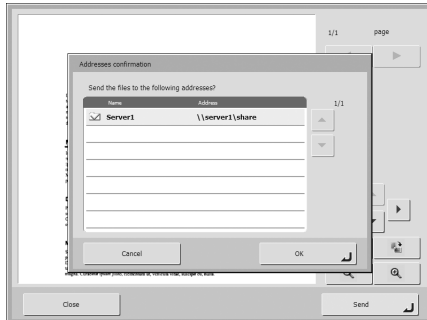 1/1 page
Addresses confirmation
Send the files to the following addresses?
Name Address
1/1
Server1 \\server1\share
Cancel OK
Close Send